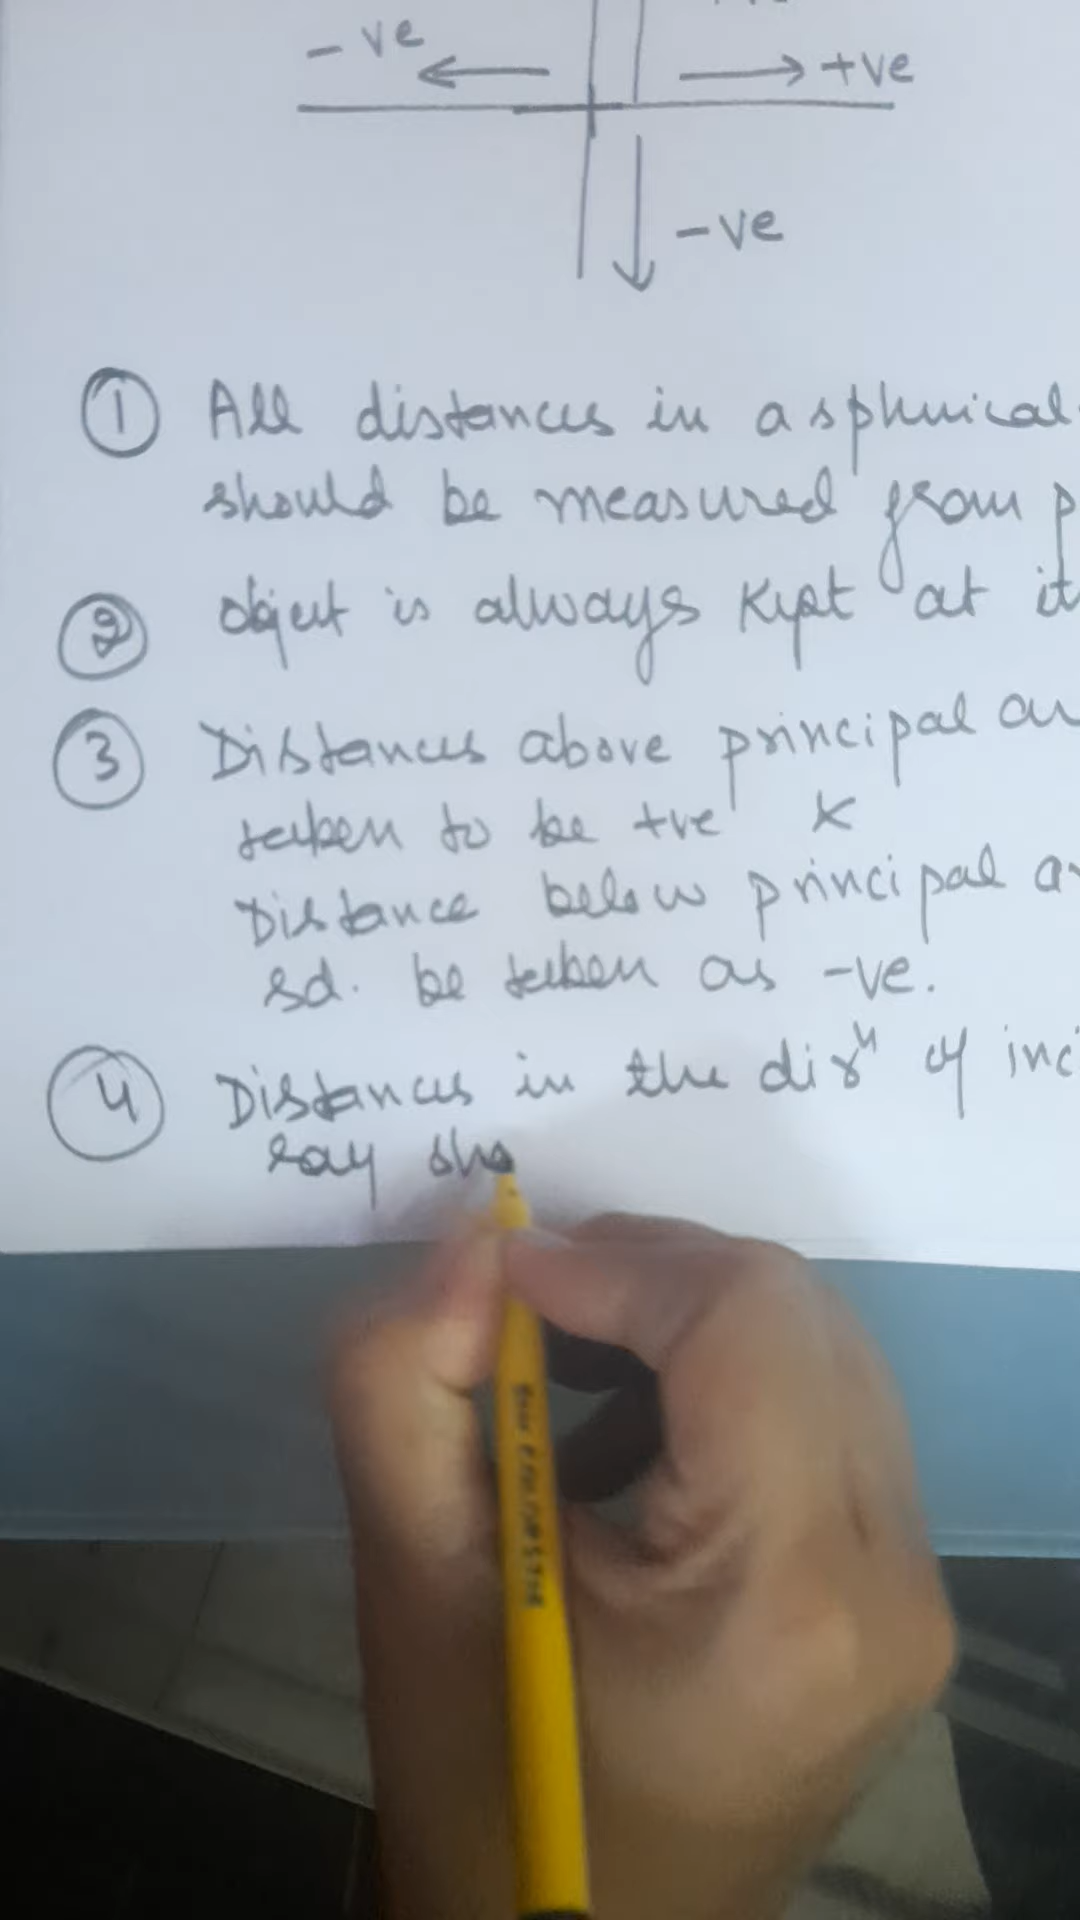 -ve
+ve
-ve
1 All distances in a spherical
should be measured from p
2 object is always kept at it
3 Distances above principal a
taken to be +ve &
Distance below principal a
sd. be taken as -ve.
4 Distances in the dirⁿ of inc
ray sho